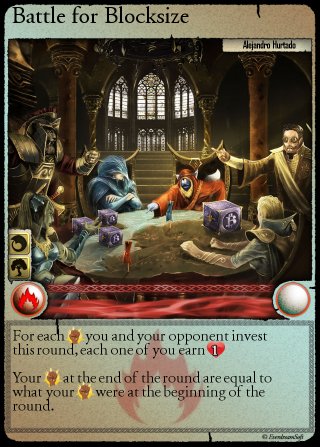 Battle for Blocksize
Alejandro Hurtado
B
B
B
B
For each you and your opponent invest
this round, each one of you earn 1
Your at the end of the round are equal to
what your were at the beginning of the
round.
© EverdreamSoft